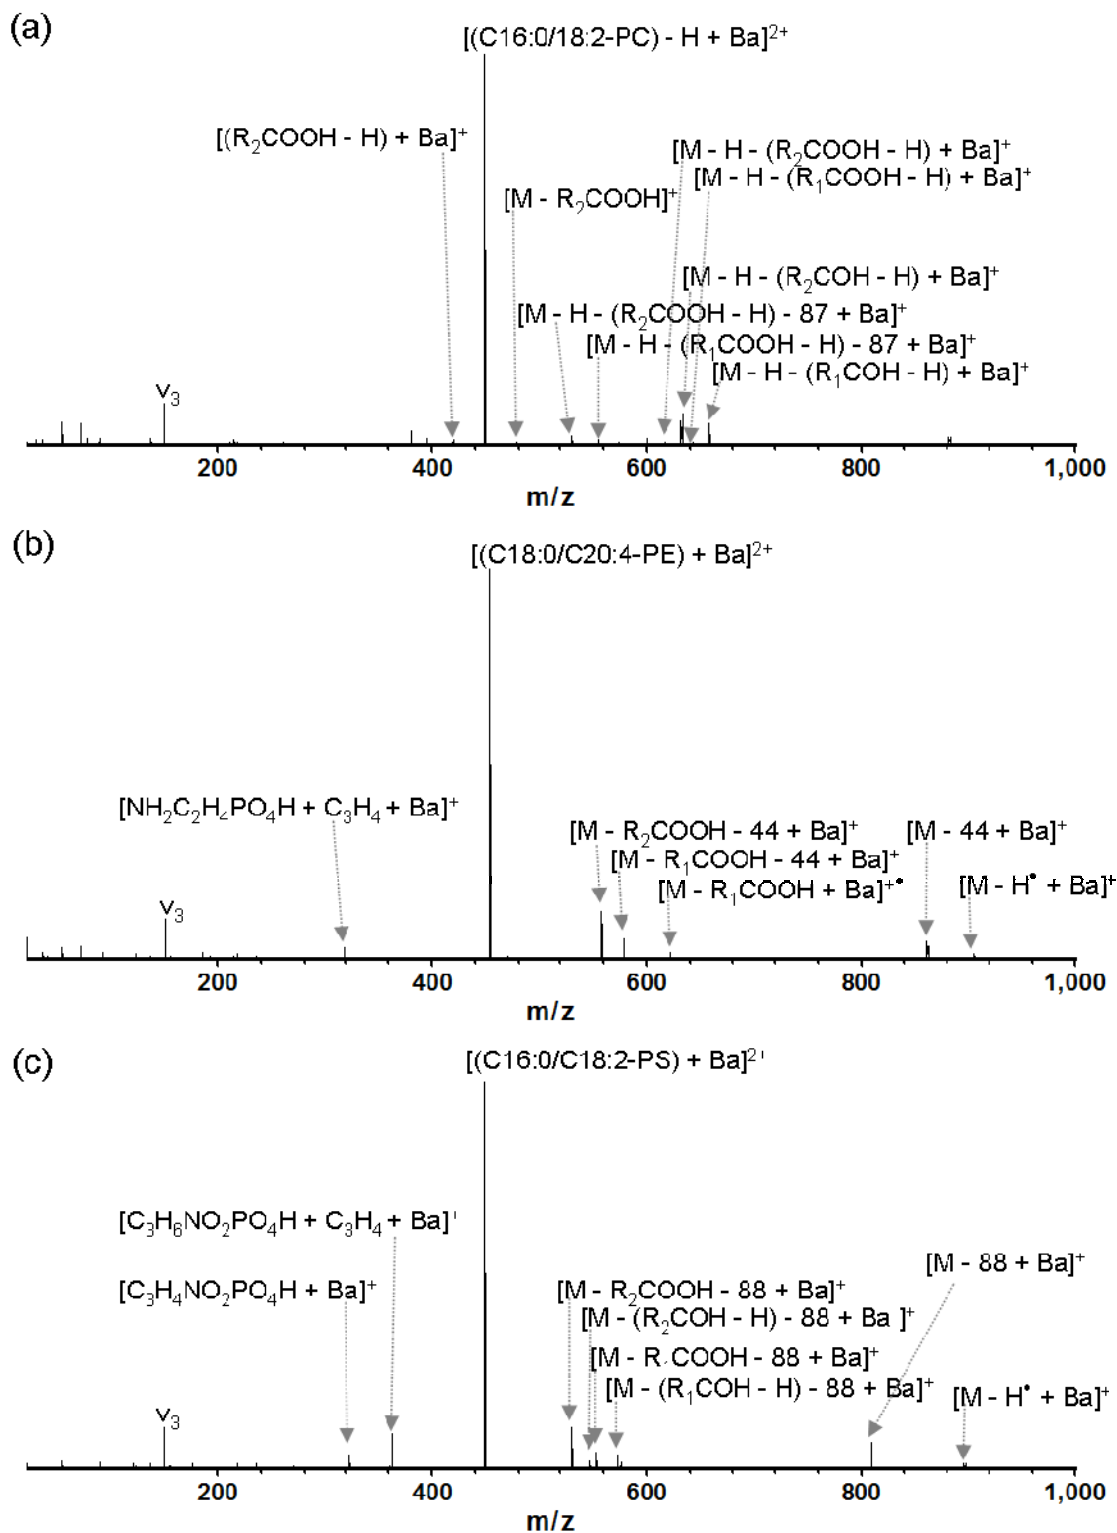 (a)
[(C16:0/18:2-PC) - H + Ba]²⁺
[(R₂COOH - H) + Ba]⁺
[M - H - (R₂COOH - H) + Ba]⁺
[M - H - (R₁COOH - H) + Ba]⁺
[M - R₂COOH]⁺
[M - H - (R₂COH - H) + Ba]⁺
[M - H - (R₂COOH - H) - 87 + Ba]⁺
[M - H - (R₁COOH - H) - 87 + Ba]⁺
[M - H - (R₁COH - H) + Ba]⁺
v₃
200 400 600 800 1,000
m/z
(b)
[(C18:0/C20:4-PE) + Ba]²⁺
[NH₂C₂H₄PO₄H + C₃H₄ + Ba]⁺
[M - R₂COOH - 44 + Ba]⁺
[M - 44 + Ba]⁺
[M - R₁COOH - 44 + Ba]⁺
[M - R₁COOH + Ba]⁺•
[M - H• + Ba]⁺
v₃
200 400 600 800 1,000
m/z
(c)
[(C16:0/C18:2-PS) + Ba]²⁺
[C₃H₆NO₂PO₄H + C₃H₄ + Ba]⁺
[M - 88 + Ba]⁺
[C₃H₄NO₂PO₄H + Ba]⁺
[M - R₂COOH - 88 + Ba]⁺
[M - (R₂COH - H) - 88 + Ba ]⁺
[M - R₁COOH - 88 + Ba]⁺
[M - (R₁COH - H) - 88 + Ba]⁺
[M - H• + Ba]⁺
v₃
200 400 600 800 1,000
m/z